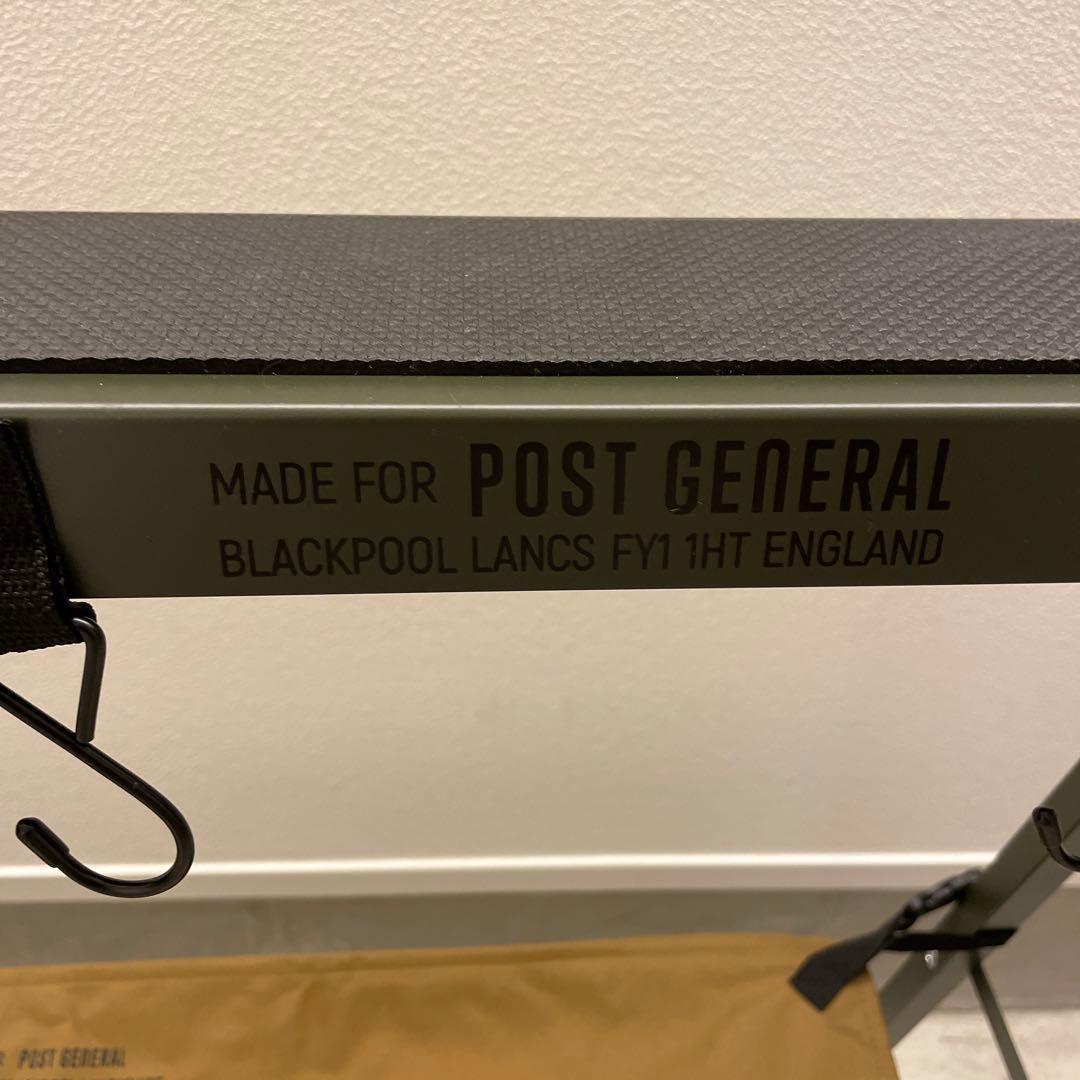 MADE FOR POST GENERAL
BLACKPOOL LANCS FY1 1HT ENGLAND
POST GENERAL